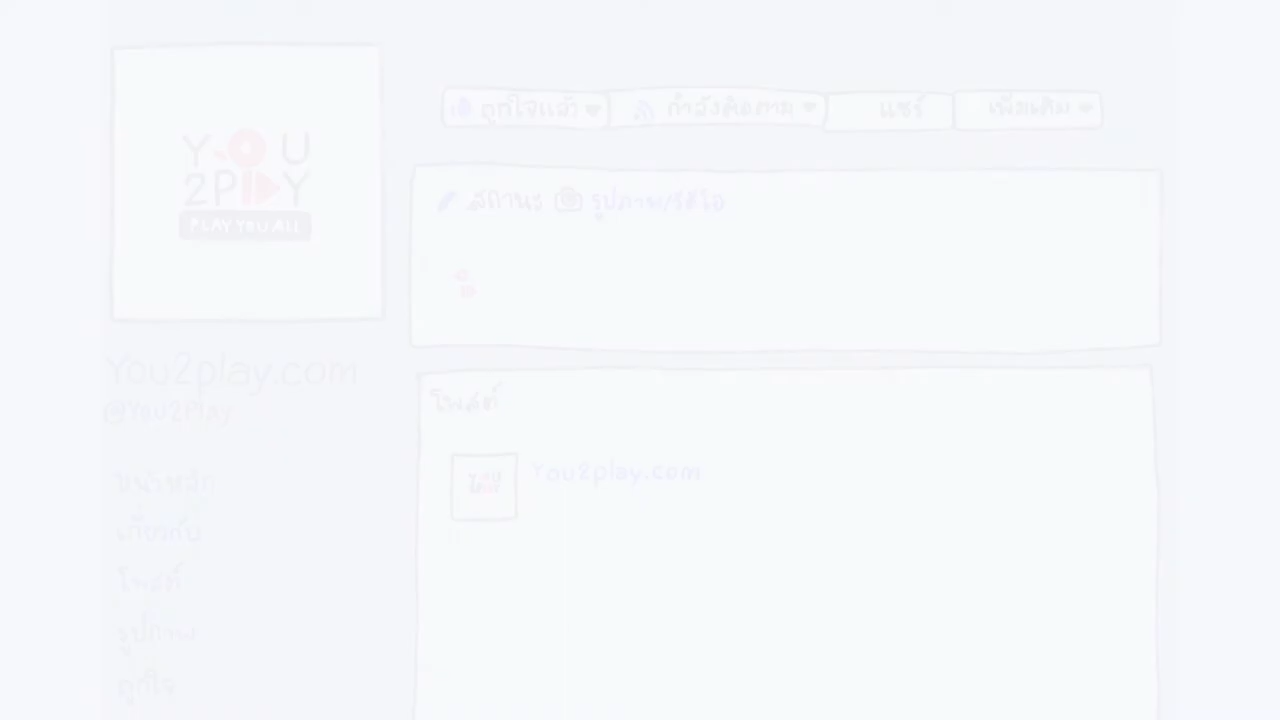 YOU
2PLAY
PLAY YOU ALL
ถูกใจแล้ว
กำลังติดตาม
แชร์
เพิ่มเติม
สถานะ รูปภาพ/วีดีโอ
You2play.com
@You2Play
โพสต์
You2play.com
หน้าหลัก
เกี่ยวกับ
โพสต์
รูปภาพ
ถูกใจ